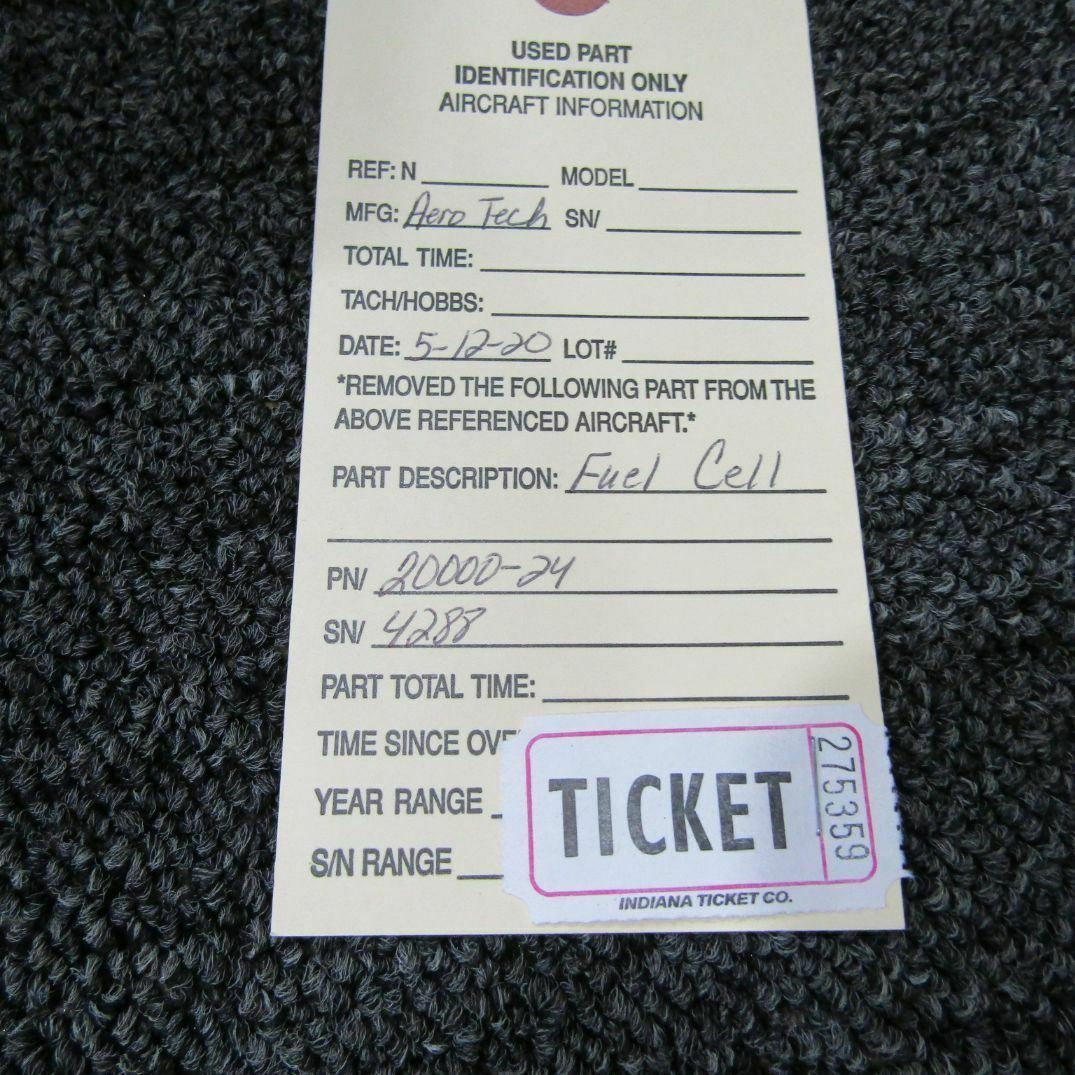 USED PART
IDENTIFICATION ONLY
AIRCRAFT INFORMATION
REF: N MODEL
MFG: Aero Tech SN/
TOTAL TIME:
TACH/HOBBS:
DATE: 5-12-20 LOT#
*REMOVED THE FOLLOWING PART FROM THE
ABOVE REFERENCED AIRCRAFT.*
PART DESCRIPTION: Fuel Cell
PN/ 20000-24
SN/ 4288
PART TOTAL TIME:
TIME SINCE
YEAR RANGE
S/N RANGE
TICKET
275359
INDIANA TICKET CO.